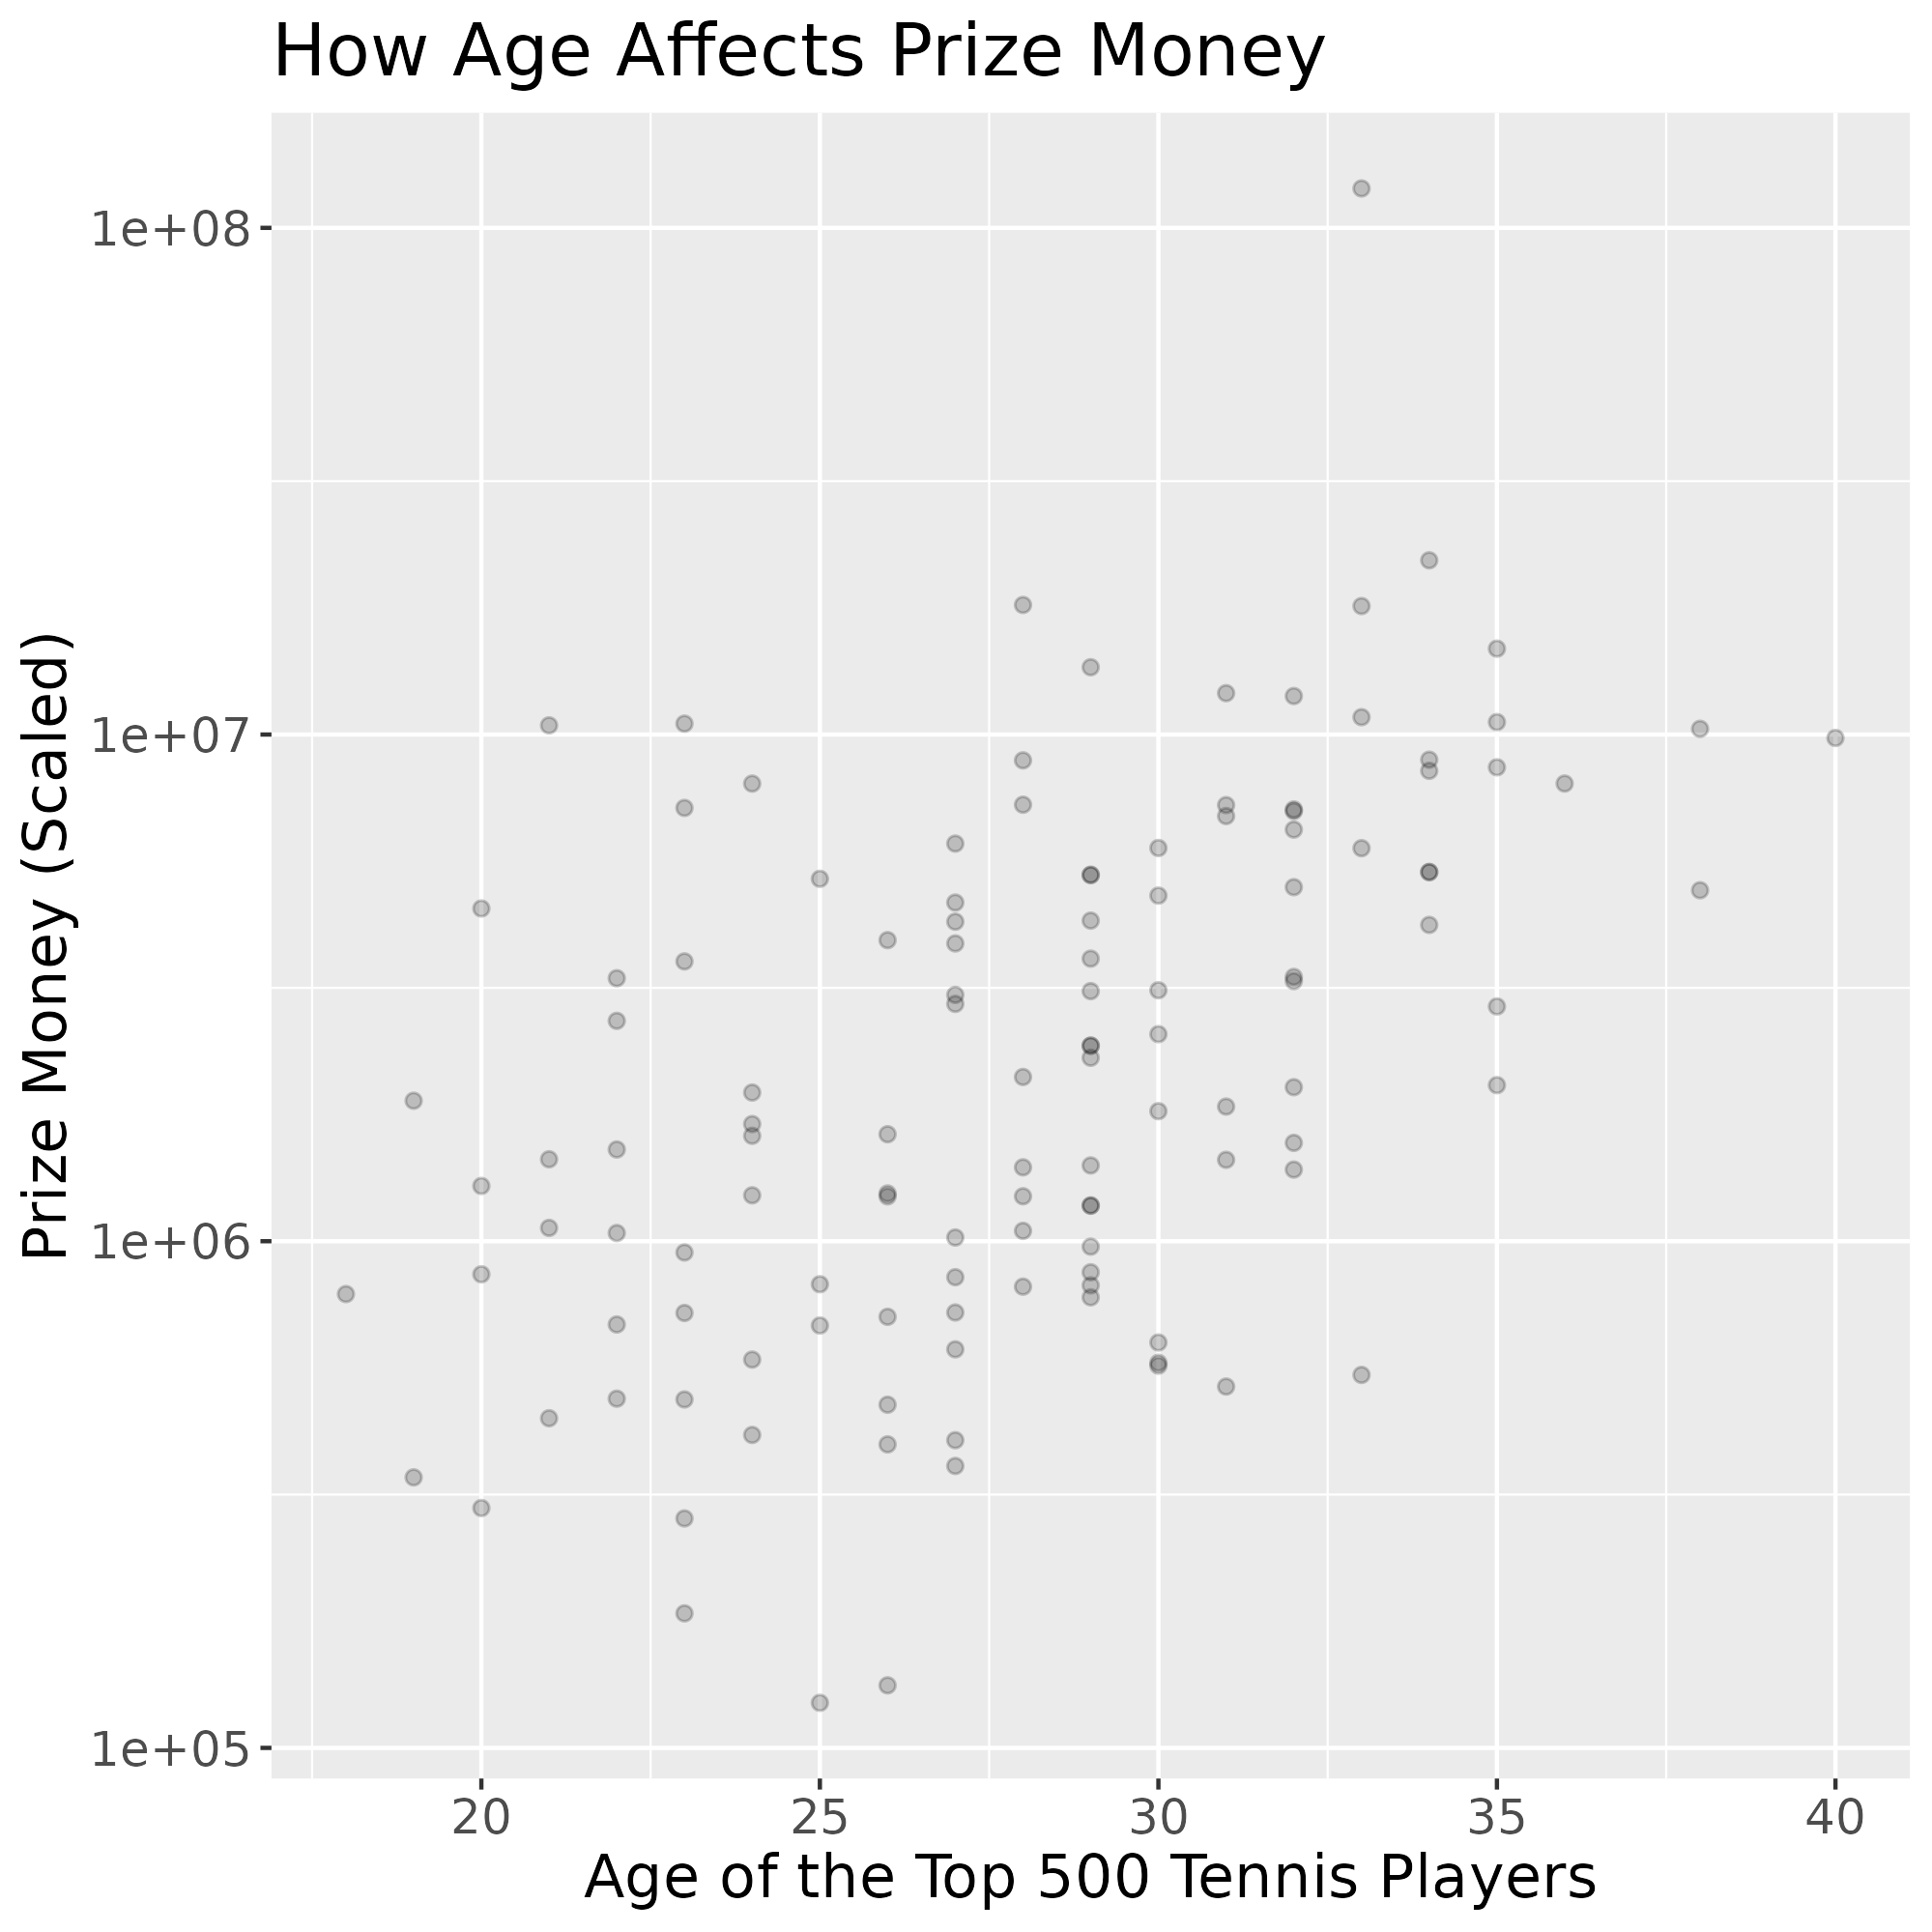 How Age Affects Prize Money
Prize Money (Scaled)
1e+08
1e+07
1e+06
1e+05
20 25 30 35 40
Age of the Top 500 Tennis Players